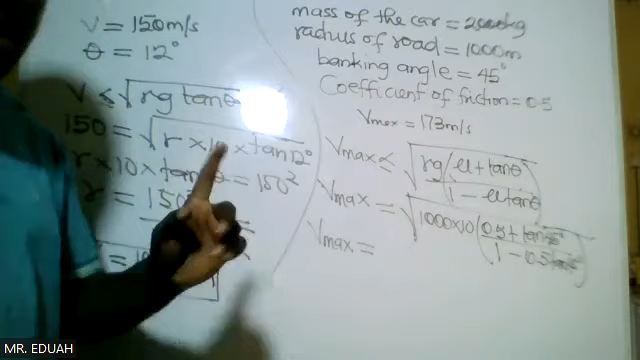 V = 150m/s
θ = 12°
V ≤ √rg tanθ
150 = √r × 10 × tan12°
r × 10 × tanθ = 150²
r = 150²
mass of the car = 2000kg
radius of road = 1000m
banking angle = 45°
Coefficient of friction = 0.5
Vmax = 173m/s
Vmax ≤ √rg(μ + tanθ / 1 - μtanθ)
Vmax = √1000×10(0.5 + tan45° / 1 - 0.5tan45°)
Vmax =
MR. EDUAH